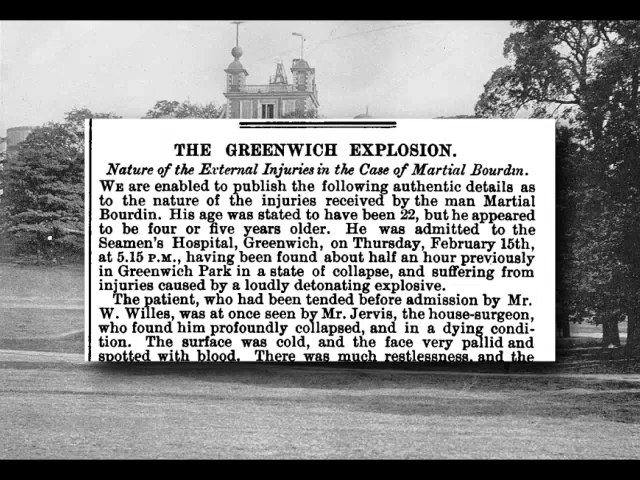 THE GREENWICH EXPLOSION.
Nature of the External Injuries in the Case of Martial Bourdin.
WE are enabled to publish the following authentic details as
to the nature of the injuries received by the man Martial
Bourdin. His age was stated to have been 22, but he appeared
to be four or five years older. He was admitted to the
Seamen's Hospital, Greenwich, on Thursday, February 15th,
at 5.15 P.M., having been found about half an hour previously
in Greenwich Park in a state of collapse, and suffering from
injuries caused by a loudly detonating explosive.
The patient, who had been tended before admission by Mr.
W. Willes, was at once seen by Mr. Jervis, the house-surgeon,
who found him profoundly collapsed, and in a dying condi-
tion. The surface was cold, and the face very pallid and
spotted with blood. There was much restlessness, and the